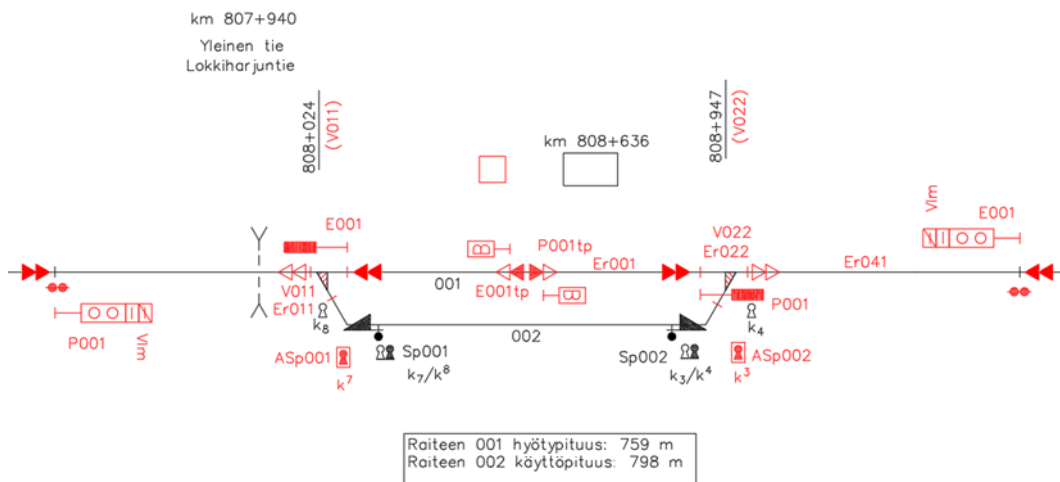 km 807+940
Yleinen tie
Lokkiharjuntie
808+024
(V011)
km 808+636
808+947
(V022)
Vlm
E001
E001
P001tp
V022
Er022
Er001
Er041
V011
Er011
001
E001tp
P001
P001
Vlm
k8
k4
002
ASp001
Sp001
Sp002
ASp002
k7
k7/k8
k3/k4
k3
Raiteen 001 hyötypituus: 759 m
Raiteen 002 käyttöpituus: 798 m